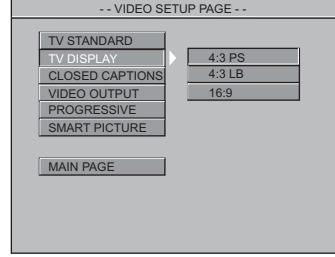 - - VIDEO SETUP PAGE - -
TV STANDARD
TV DISPLAY
4:3 PS
CLOSED CAPTIONS
4:3 LB
VIDEO OUTPUT
16:9
PROGRESSIVE
SMART PICTURE
MAIN PAGE